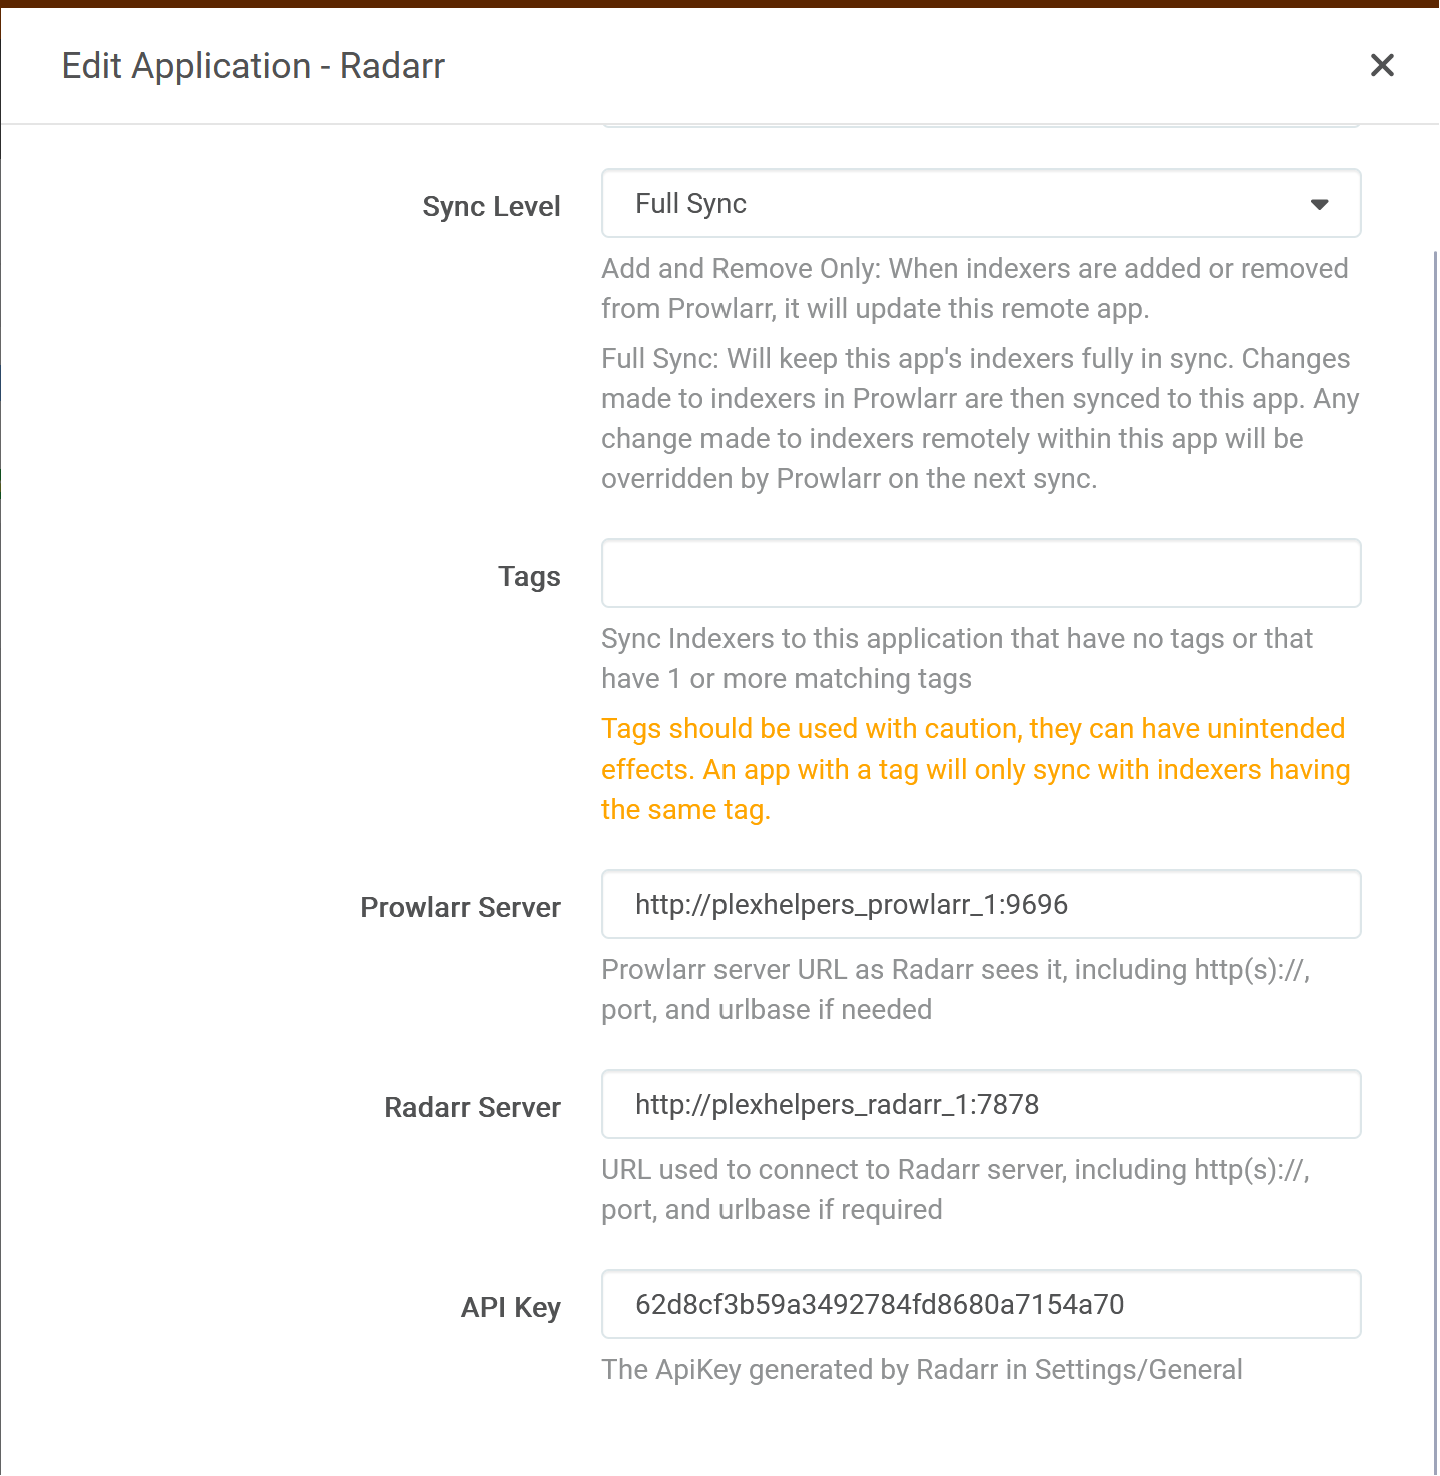 Edit Application - Radarr
Sync Level
Full Sync
Add and Remove Only: When indexers are added or removed
from Prowlarr, it will update this remote app.
Full Sync: Will keep this app's indexers fully in sync. Changes
made to indexers in Prowlarr are then synced to this app. Any
change made to indexers remotely within this app will be
overridden by Prowlarr on the next sync.
Tags
Sync Indexers to this application that have no tags or that
have 1 or more matching tags
Tags should be used with caution, they can have unintended
effects. An app with a tag will only sync with indexers having
the same tag.
Prowlarr Server
http://plexhelpers_prowlarr_1:9696
Prowlarr server URL as Radarr sees it, including http(s)://,
port, and urlbase if needed
Radarr Server
http://plexhelpers_radarr_1:7878
URL used to connect to Radarr server, including http(s)://,
port, and urlbase if required
API Key
62d8cf3b59a3492784fd8680a7154a70
The ApiKey generated by Radarr in Settings/General